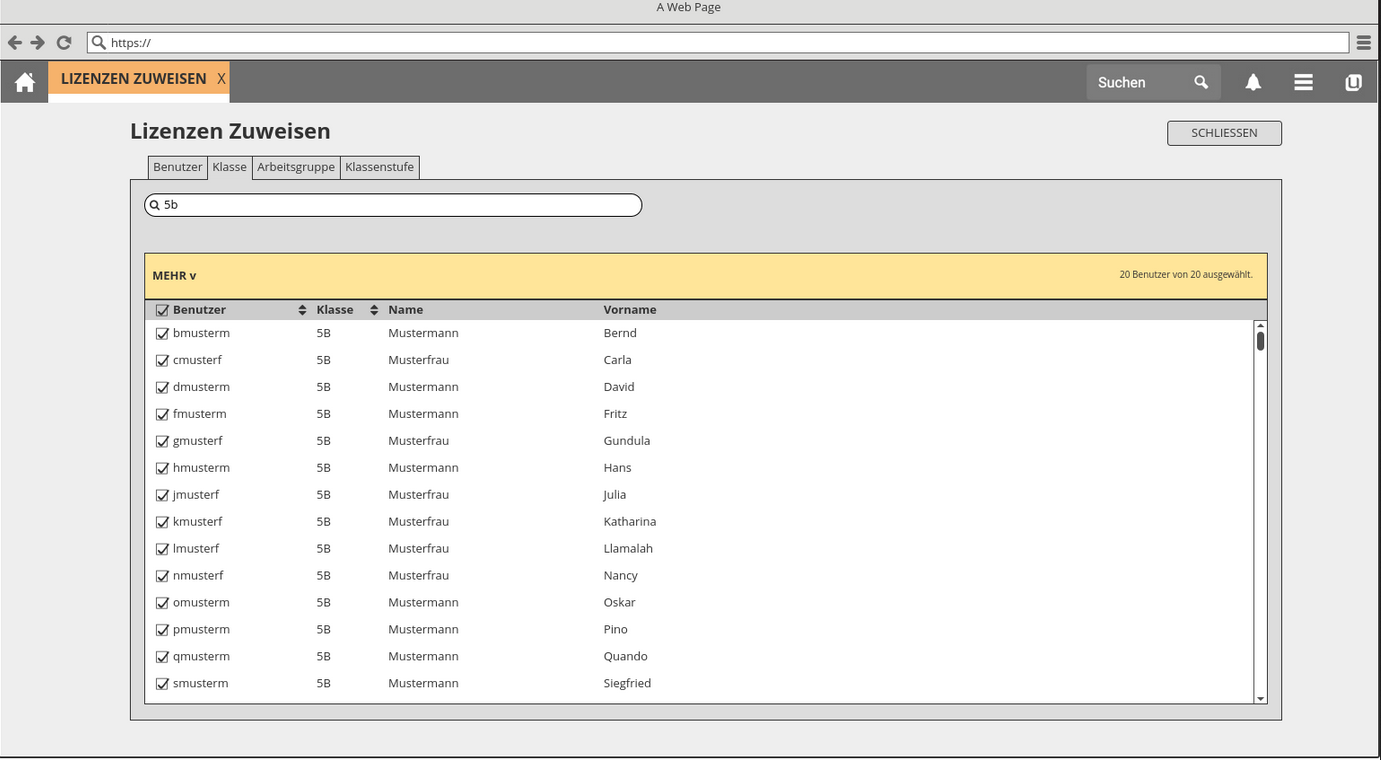 A Web Page
https://
LIZENZEN ZUWEISEN X
Suchen
Lizenzen Zuweisen
SCHLIESSEN
Benutzer Klasse Arbeitsgruppe Klassenstufe
5b
MEHR v 20 Benutzer von 20 ausgewählt.
Benutzer Klasse Name Vorname
bmusterm 5B Mustermann Bernd
cmusterf 5B Musterfrau Carla
dmusterm 5B Mustermann David
fmusterm 5B Mustermann Fritz
gmusterf 5B Musterfrau Gundula
hmusterm 5B Mustermann Hans
jmusterf 5B Musterfrau Julia
kmusterf 5B Musterfrau Katharina
lmusterf 5B Musterfrau Llamalah
nmusterf 5B Musterfrau Nancy
omusterm 5B Mustermann Oskar
pmusterm 5B Mustermann Pino
qmusterm 5B Mustermann Quando
smusterm 5B Mustermann Siegfried